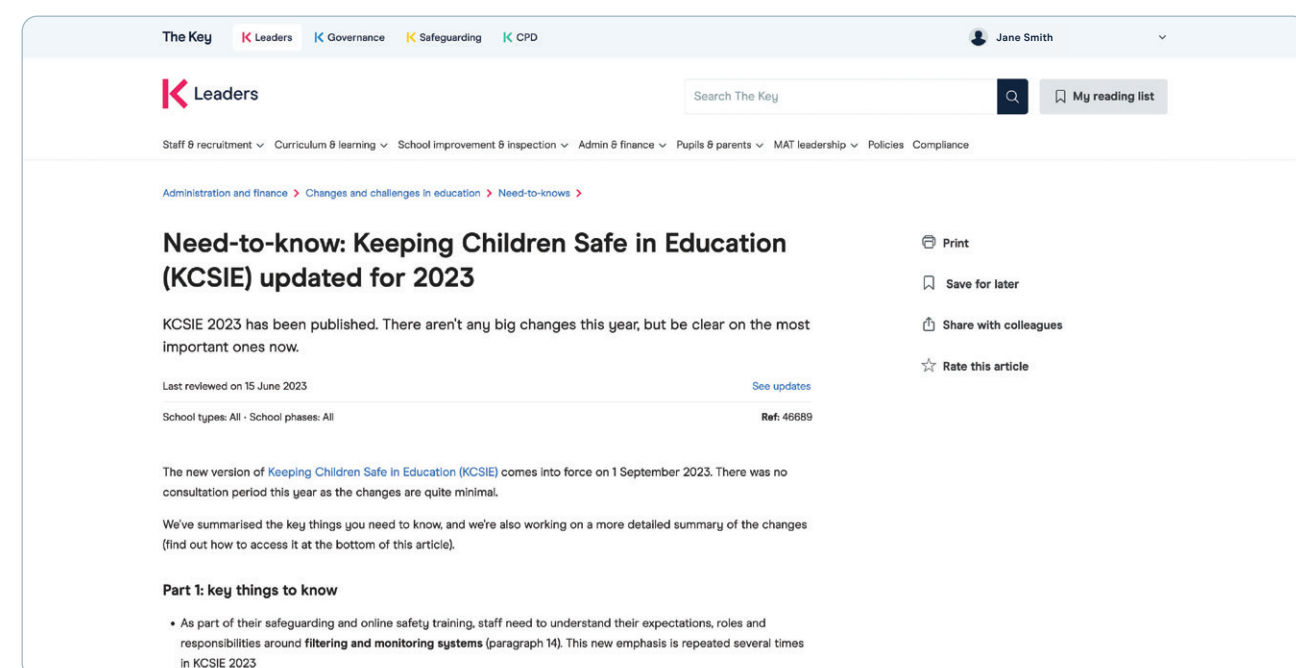 The Key Leaders Governance Safeguarding CPD Jane Smith
Leaders Search The Key My reading list
Staff & recruitment Curriculum & learning School improvement & inspection Admin & finance Pupils & parents MAT leadership Policies Compliance
Administration and finance Changes and challenges in education Need-to-knows
Need-to-know: Keeping Children Safe in Education
(KCSIE) updated for 2023
KCSIE 2023 has been published. There aren't any big changes this year, but be clear on the most
important ones now.
Last reviewed on 15 June 2023 See updates
School types: All · School phases: All Ref: 46689
Print
Save for later
Share with colleagues
Rate this article
The new version of Keeping Children Safe in Education (KCSIE) comes into force on 1 September 2023. There was no
consultation period this year as the changes are quite minimal.
We've summarised the key things you need to know, and we're also working on a more detailed summary of the changes
(find out how to access it at the bottom of this article).
Part 1: key things to know
• As part of their safeguarding and online safety training, staff need to understand their expectations, roles and
responsibilities around filtering and monitoring systems (paragraph 14). This new emphasis is repeated several times
in KCSIE 2023